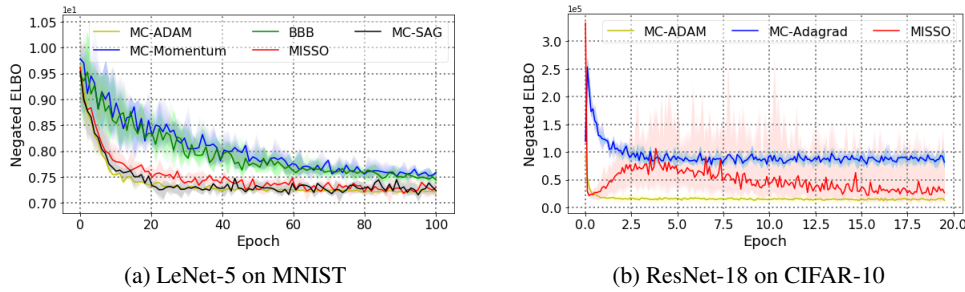 1e1
1.05
1.00
0.95
0.90
0.85
0.80
0.75
0.70
Negated ELBO
MC-ADAM
MC-Momentum
BBB
MISSO
MC-SAG
0 20 40 60 80 100
Epoch
(a) LeNet-5 on MNIST
1e5
3.0
2.5
2.0
1.5
1.0
0.5
0.0
Negated ELBO
MC-ADAM MC-Adagrad MISSO
0.0 2.5 5.0 7.5 10.0 12.5 15.0 17.5 20.0
Epoch
(b) ResNet-18 on CIFAR-10